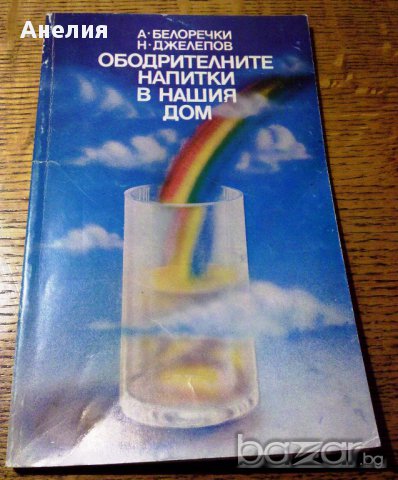 Анелия
А·БЕЛОРЕЧКИ
Н·ДЖЕЛЕПОВ
ОБОДРИТЕЛНИТЕ
НАПИТКИ
В НАШИЯ
ДОМ
bazar.bg